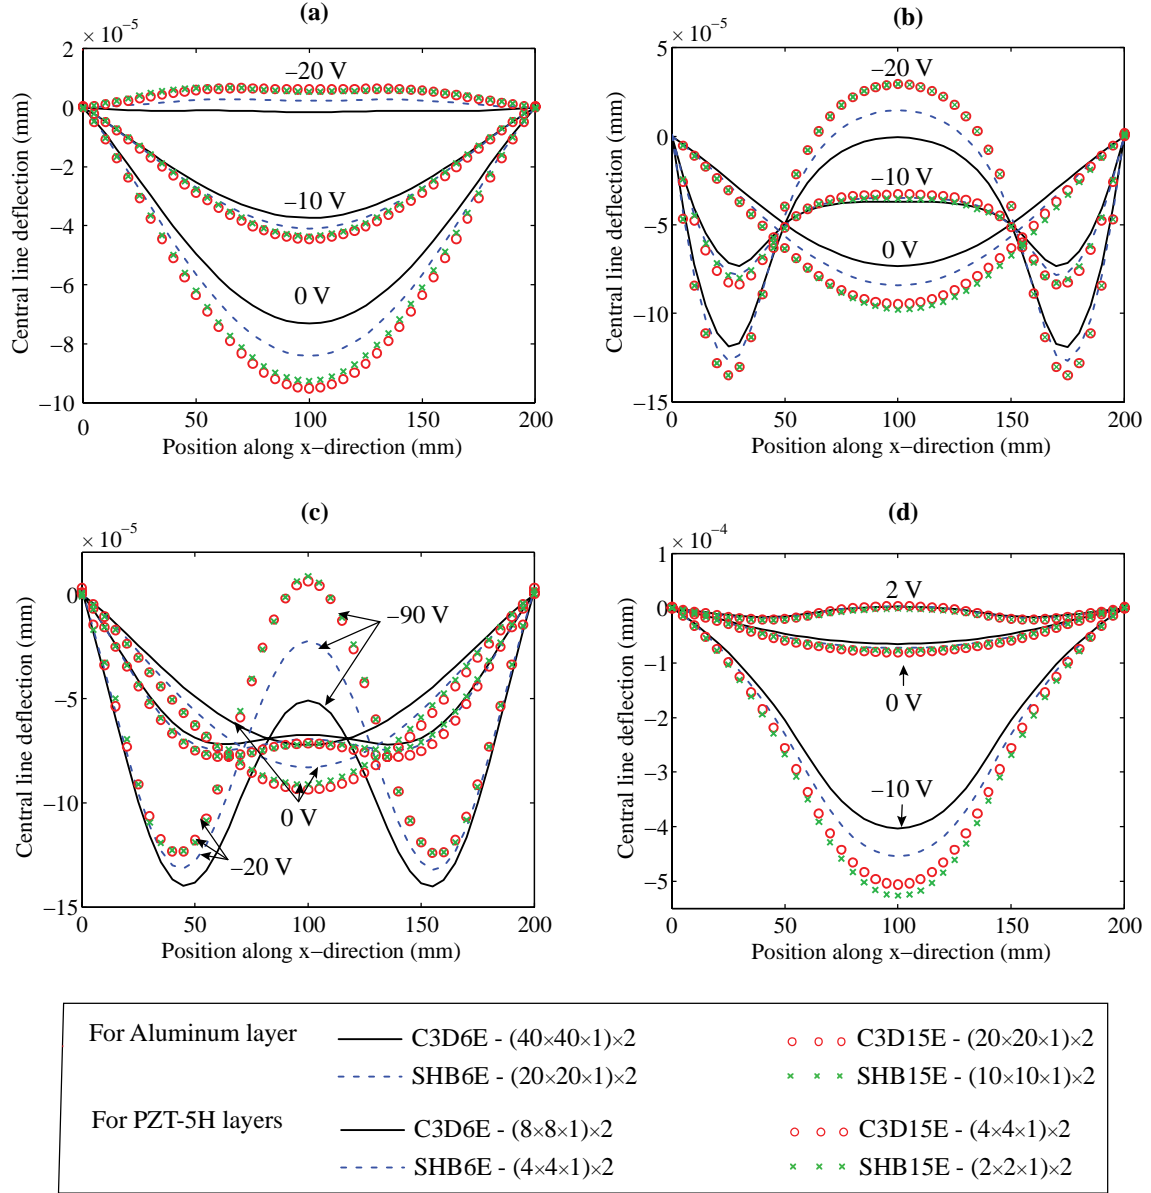 (a)
× 10⁻⁵
2
0
−2
−4
−6
−8
−10
Central line deflection (mm)
−20 V
−10 V
0 V
0 50 100 150 200
Position along x−direction (mm)
(b)
× 10⁻⁵
5
0
−5
−10
−15
Central line deflection (mm)
−20 V
−10 V
0 V
0 50 100 150 200
Position along x−direction (mm)
(c)
× 10⁻⁵
0
−5
−10
−15
Central line deflection (mm)
−90 V
0 V
−20 V
0 50 100 150 200
Position along x−direction (mm)
(d)
× 10⁻⁴
1
0
−1
−2
−3
−4
−5
Central line deflection (mm)
2 V
0 V
−10 V
0 50 100 150 200
Position along x−direction (mm)
For Aluminum layer
C3D6E - (40×40×1)×2
C3D15E - (20×20×1)×2
SHB6E - (20×20×1)×2
SHB15E - (10×10×1)×2
For PZT-5H layers
C3D6E - (8×8×1)×2
C3D15E - (4×4×1)×2
SHB6E - (4×4×1)×2
SHB15E - (2×2×1)×2